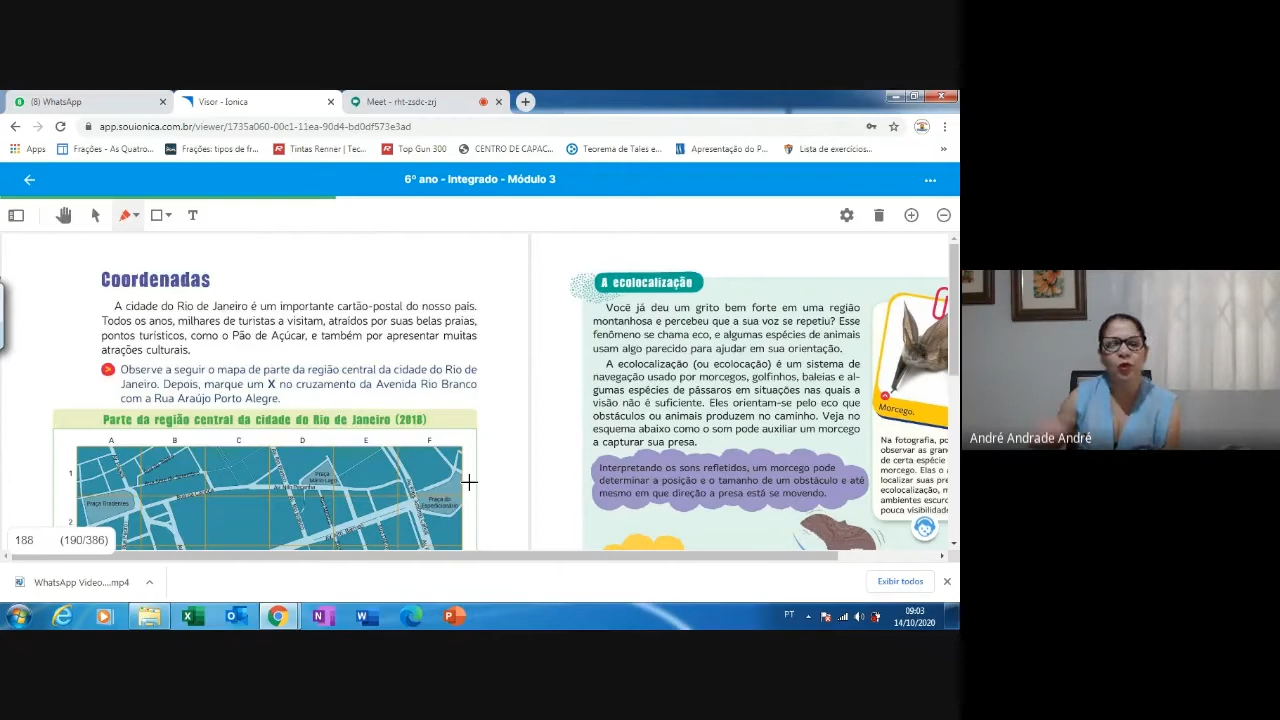 (8) WhatsApp
Visor - Ionica
Meet - rht-zsdc-zrj
app.souionica.com.br/viewer/1735a060-00c1-11ea-90d4-bd0df573e3ad
Apps
Frações - As Quatro...
Frações: tipos de fr...
Tintas Renner | Tec...
Top Gun 300
CENTRO DE CAPAC...
Teorema de Tales e...
Apresentação do P...
Lista de exercícios...
»
6º ano - Integrado - Módulo 3
T
Coordenadas
A cidade do Rio de Janeiro é um importante cartão-postal do nosso país.
Todos os anos, milhares de turistas a visitam, atraídos por suas belas praias,
pontos turísticos, como o Pão de Açúcar, e também por apresentar muitas
atrações culturais.
Observe a seguir o mapa de parte da região central da cidade do Rio de
Janeiro. Depois, marque um X no cruzamento da Avenida Rio Branco
com a Rua Araújo Porto Alegre.
Parte da região central da cidade do Rio de Janeiro (2018)
A B C D E F
1
2
Praça Tiradentes
Praça
Mário Lago
Av. Nilo Peçanha
Praça do
Expedicionário
188 (190/386)
A ecolocalização
Você já deu um grito bem forte em uma região
montanhosa e percebeu que a sua voz se repetiu? Esse
fenômeno se chama eco, e algumas espécies de animais
usam algo parecido para ajudar em sua orientação.
A ecolocalização (ou ecolocação) é um sistema de
navegação usado por morcegos, golfinhos, baleias e al-
gumas espécies de pássaros em situações nas quais a
visão não é suficiente. Eles orientam-se pelo eco que
obstáculos ou animais produzem no caminho. Veja no
esquema abaixo como o som pode auxiliar um morcego
a capturar sua presa.
Interpretando os sons refletidos, um morcego pode
determinar a posição e o tamanho de um obstáculo e até
mesmo em que direção a presa está se movendo.
Morcego.
Na fotografia, po
observar as gran
de certa espécie
morcego. Elas o a
localizar suas pre
ecolocalização, m
ambientes escuro
pouca visibilidade
WhatsApp Video....mp4
Exibir todos
PT
09:03
14/10/2020
André Andrade André